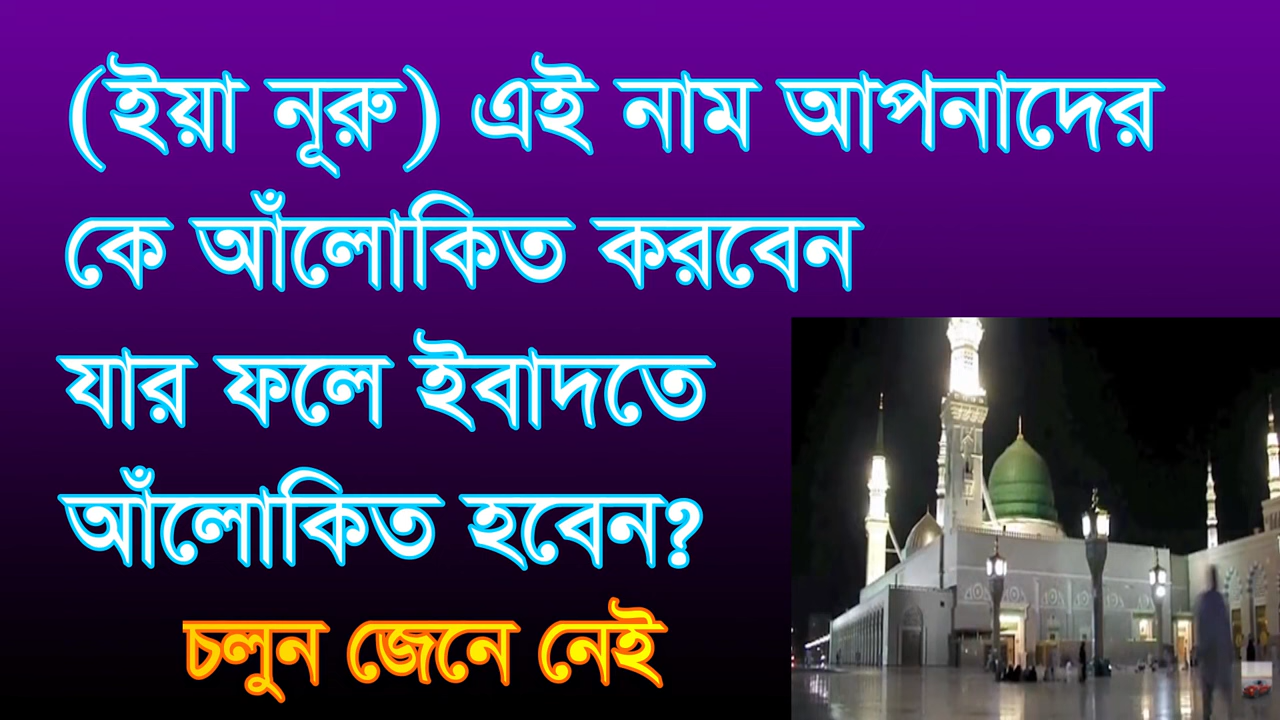 (ইয়া নূরু) এই নাম আপনাদের
কে আঁলোকিত করবেন
যার ফলে ইবাদতে
আঁলোকিত হবেন?
চলুন জেনে নেই